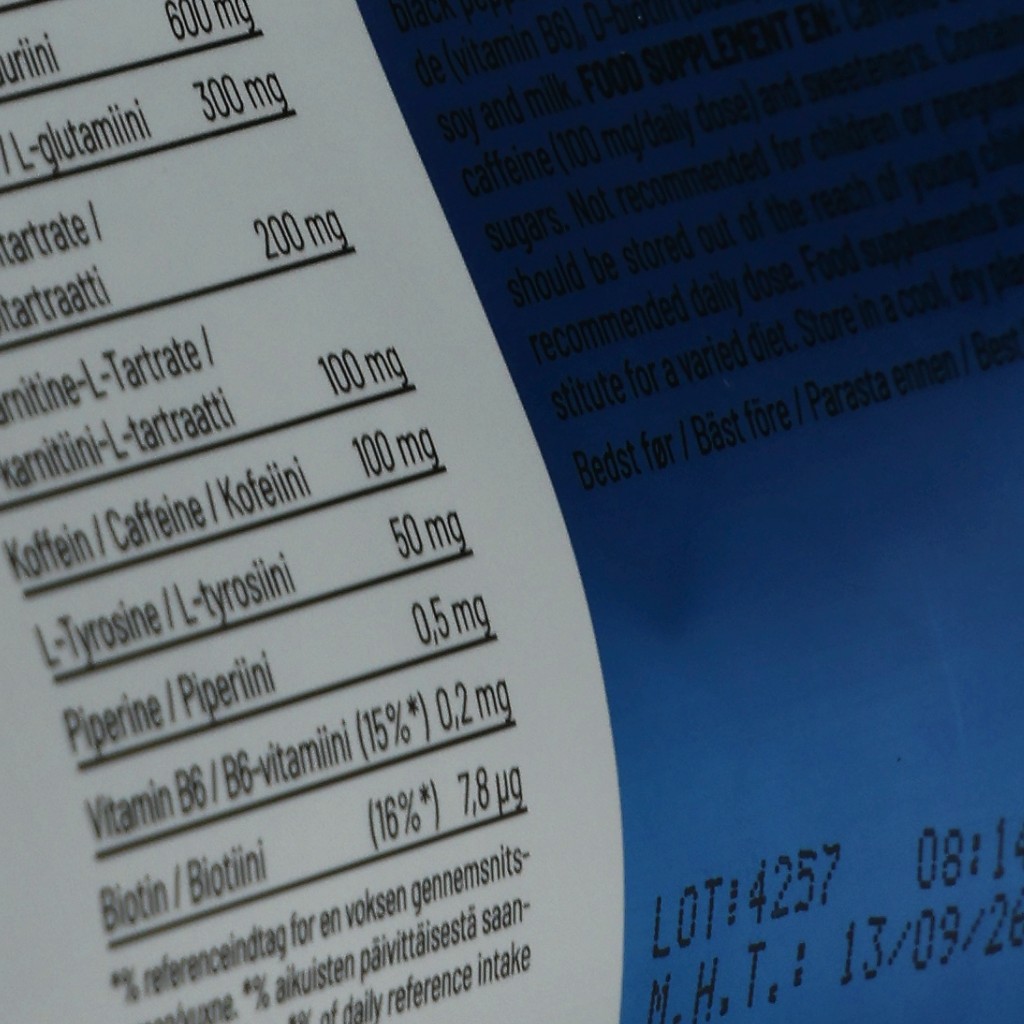 600 mg
300 mg
/ L-glutamiini
tartrate /
200 mg
100 mg
karnitiini-L-tartraatti
Koffein / Caffeine / Kofeiini 100 mg
L-Tyrosine / L-tyrosiini 50 mg
Piperine / Piperiini 0,5 mg
Vitamin B6 / B6-vitamiini (15%*) 0,2 mg
Biotin / Biotiini (16%*) 7,8 µg
*% referenceindtag for en voksen gennemsnits-
*% aikuisten päivittäisestä saan-
of daily reference intake
de (vitamin B6), D-biotin
soy and milk. FOOD SUPPLEMENT EN:
caffeine (100 mg/daily dose) and sweeteners.
sugars. Not recommended for children or
should be stored out of the reach of young
recommended daily dose. Food supplements
stitute for a varied diet. Store in a cool, dry
Bedst før / Bäst före / Parasta ennen / Best
LOT:4257 08:14
M.H.T.: 13/09/26